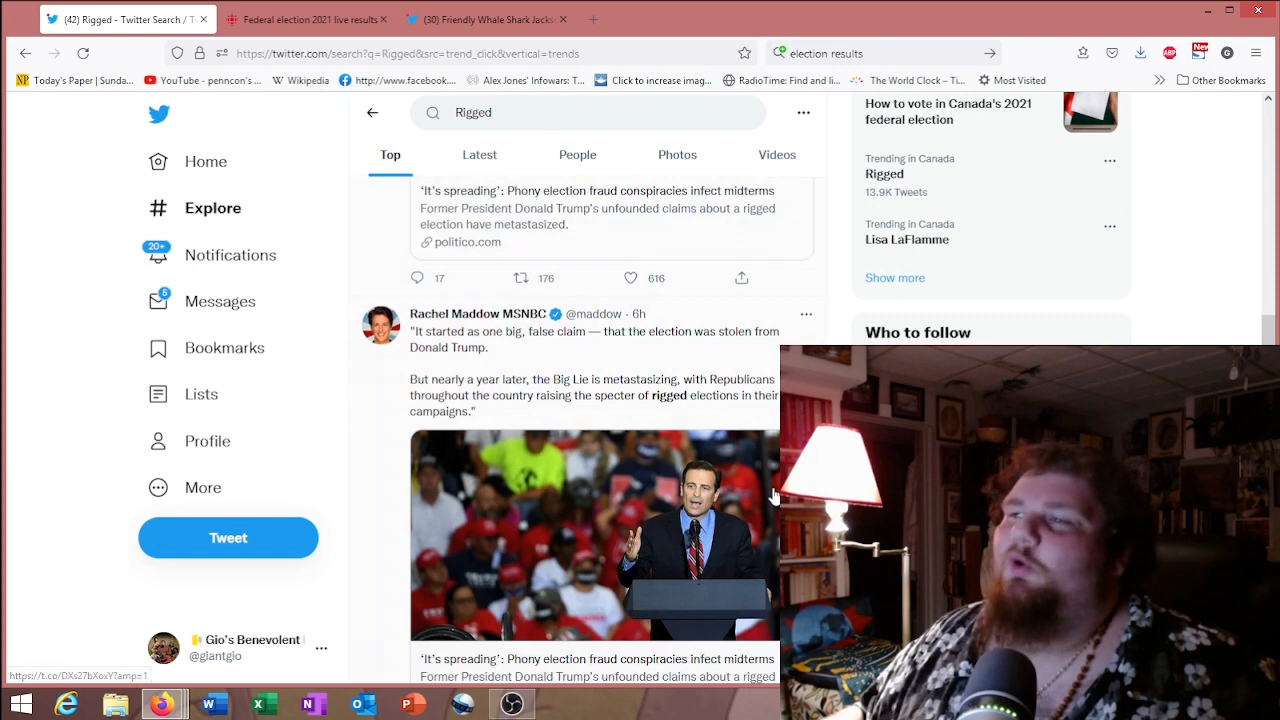 (42) Rigged - Twitter Search / T
Federal election 2021 live results
(30) Friendly Whale Shark Jacks
https://twitter.com/search?q=Rigged&src=trend_click&vertical=trends
election results
New
Today's Paper | Sunda...
YouTube - penncon's ...
Wikipedia
http://www.facebook....
Alex Jones' Infowars: T...
Click to increase imag...
RadioTime: Find and li...
The World Clock — Ti...
Most Visited
Other Bookmarks
Rigged
Top
Latest
People
Photos
Videos
Home
Explore
20+
Notifications
6
Messages
Bookmarks
Lists
Profile
More
Tweet
Gio's Benevolent
@giantgio
https://t.co/DXs27bXoxY?amp=1
'It's spreading': Phony election fraud conspiracies infect midterms
Former President Donald Trump's unfounded claims about a rigged
election have metastasized.
politico.com
17
176
616
Rachel Maddow MSNBC @maddow · 6h
"It started as one big, false claim — that the election was stolen from
Donald Trump.
But nearly a year later, the Big Lie is metastasizing, with Republicans
throughout the country raising the specter of rigged elections in their
campaigns."
'It's spreading': Phony election fraud conspiracies infect midterms
Former President Donald Trump's unfounded claims about a rigged
How to vote in Canada's 2021
federal election
Trending in Canada
Rigged
13.9K Tweets
Trending in Canada
Lisa LaFlamme
Show more
Who to follow